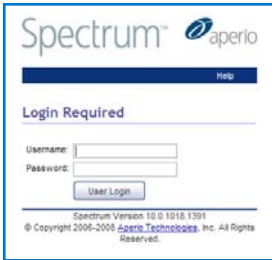 Spectrum™ aperio
Help
Login Required
Username:
Password:
User Login
Spectrum Version 10.0.1018.1391
© Copyright 2006-2008 Aperio Technologies, Inc. All Rights
Reserved.